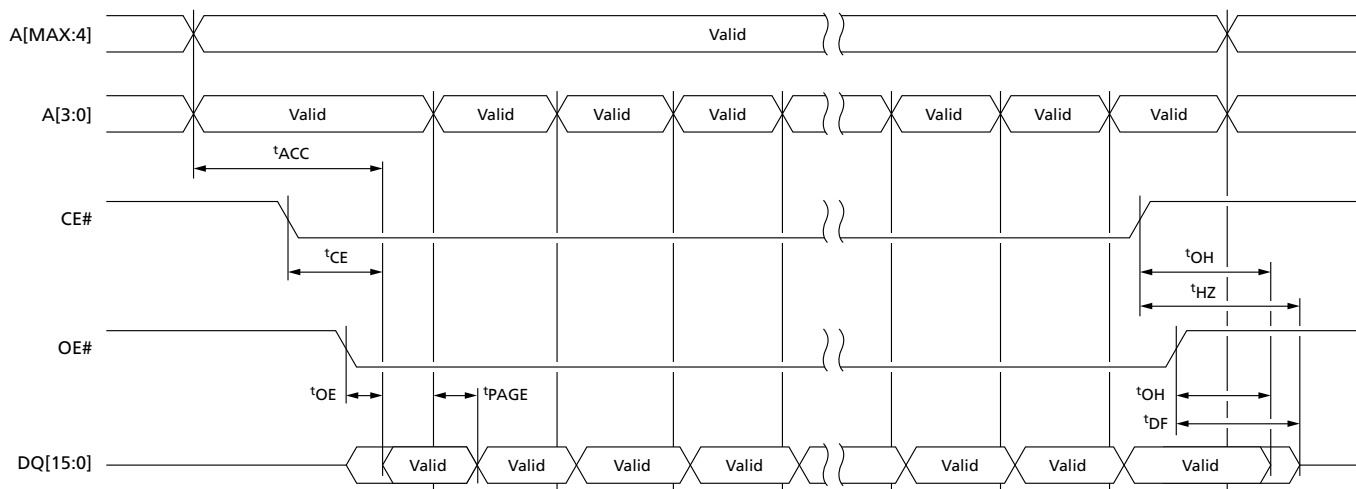 A[MAX:4]
Valid
A[3:0]
Valid Valid Valid Valid Valid Valid Valid
tACC
CE#
tCE
tOH
tHZ
OE#
tOE
tPAGE
tOH
tDF
DQ[15:0]
Valid Valid Valid Valid Valid Valid Valid